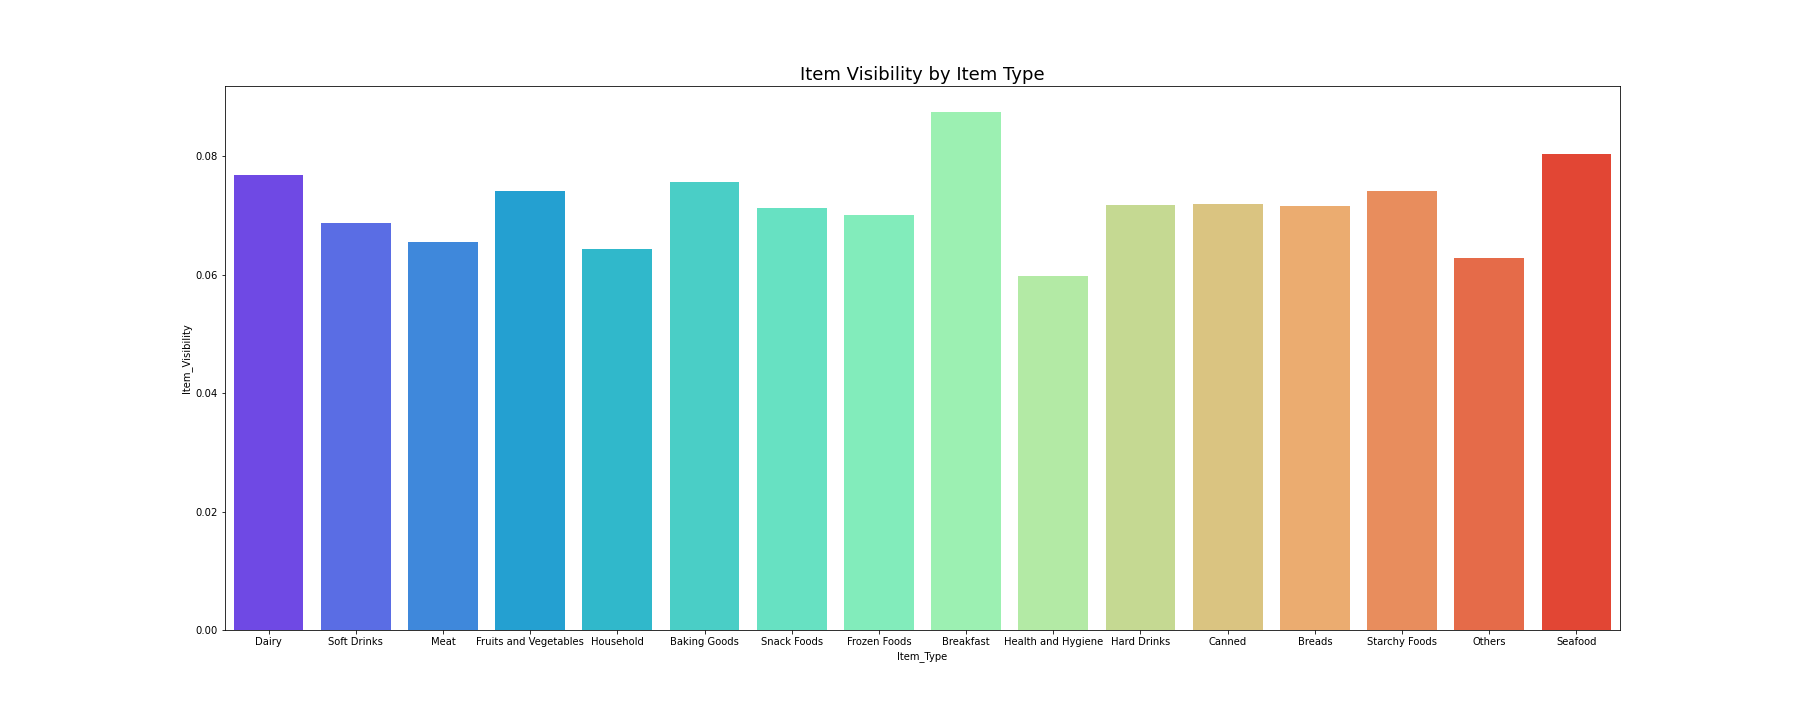 Item Visibility by Item Type
Item_Visibility
0.08
0.06
0.04
0.02
0.00
Dairy Soft Drinks Meat Fruits and Vegetables Household Baking Goods Snack Foods Frozen Foods Breakfast Health and Hygiene Hard Drinks Canned Breads Starchy Foods Others Seafood
Item_Type